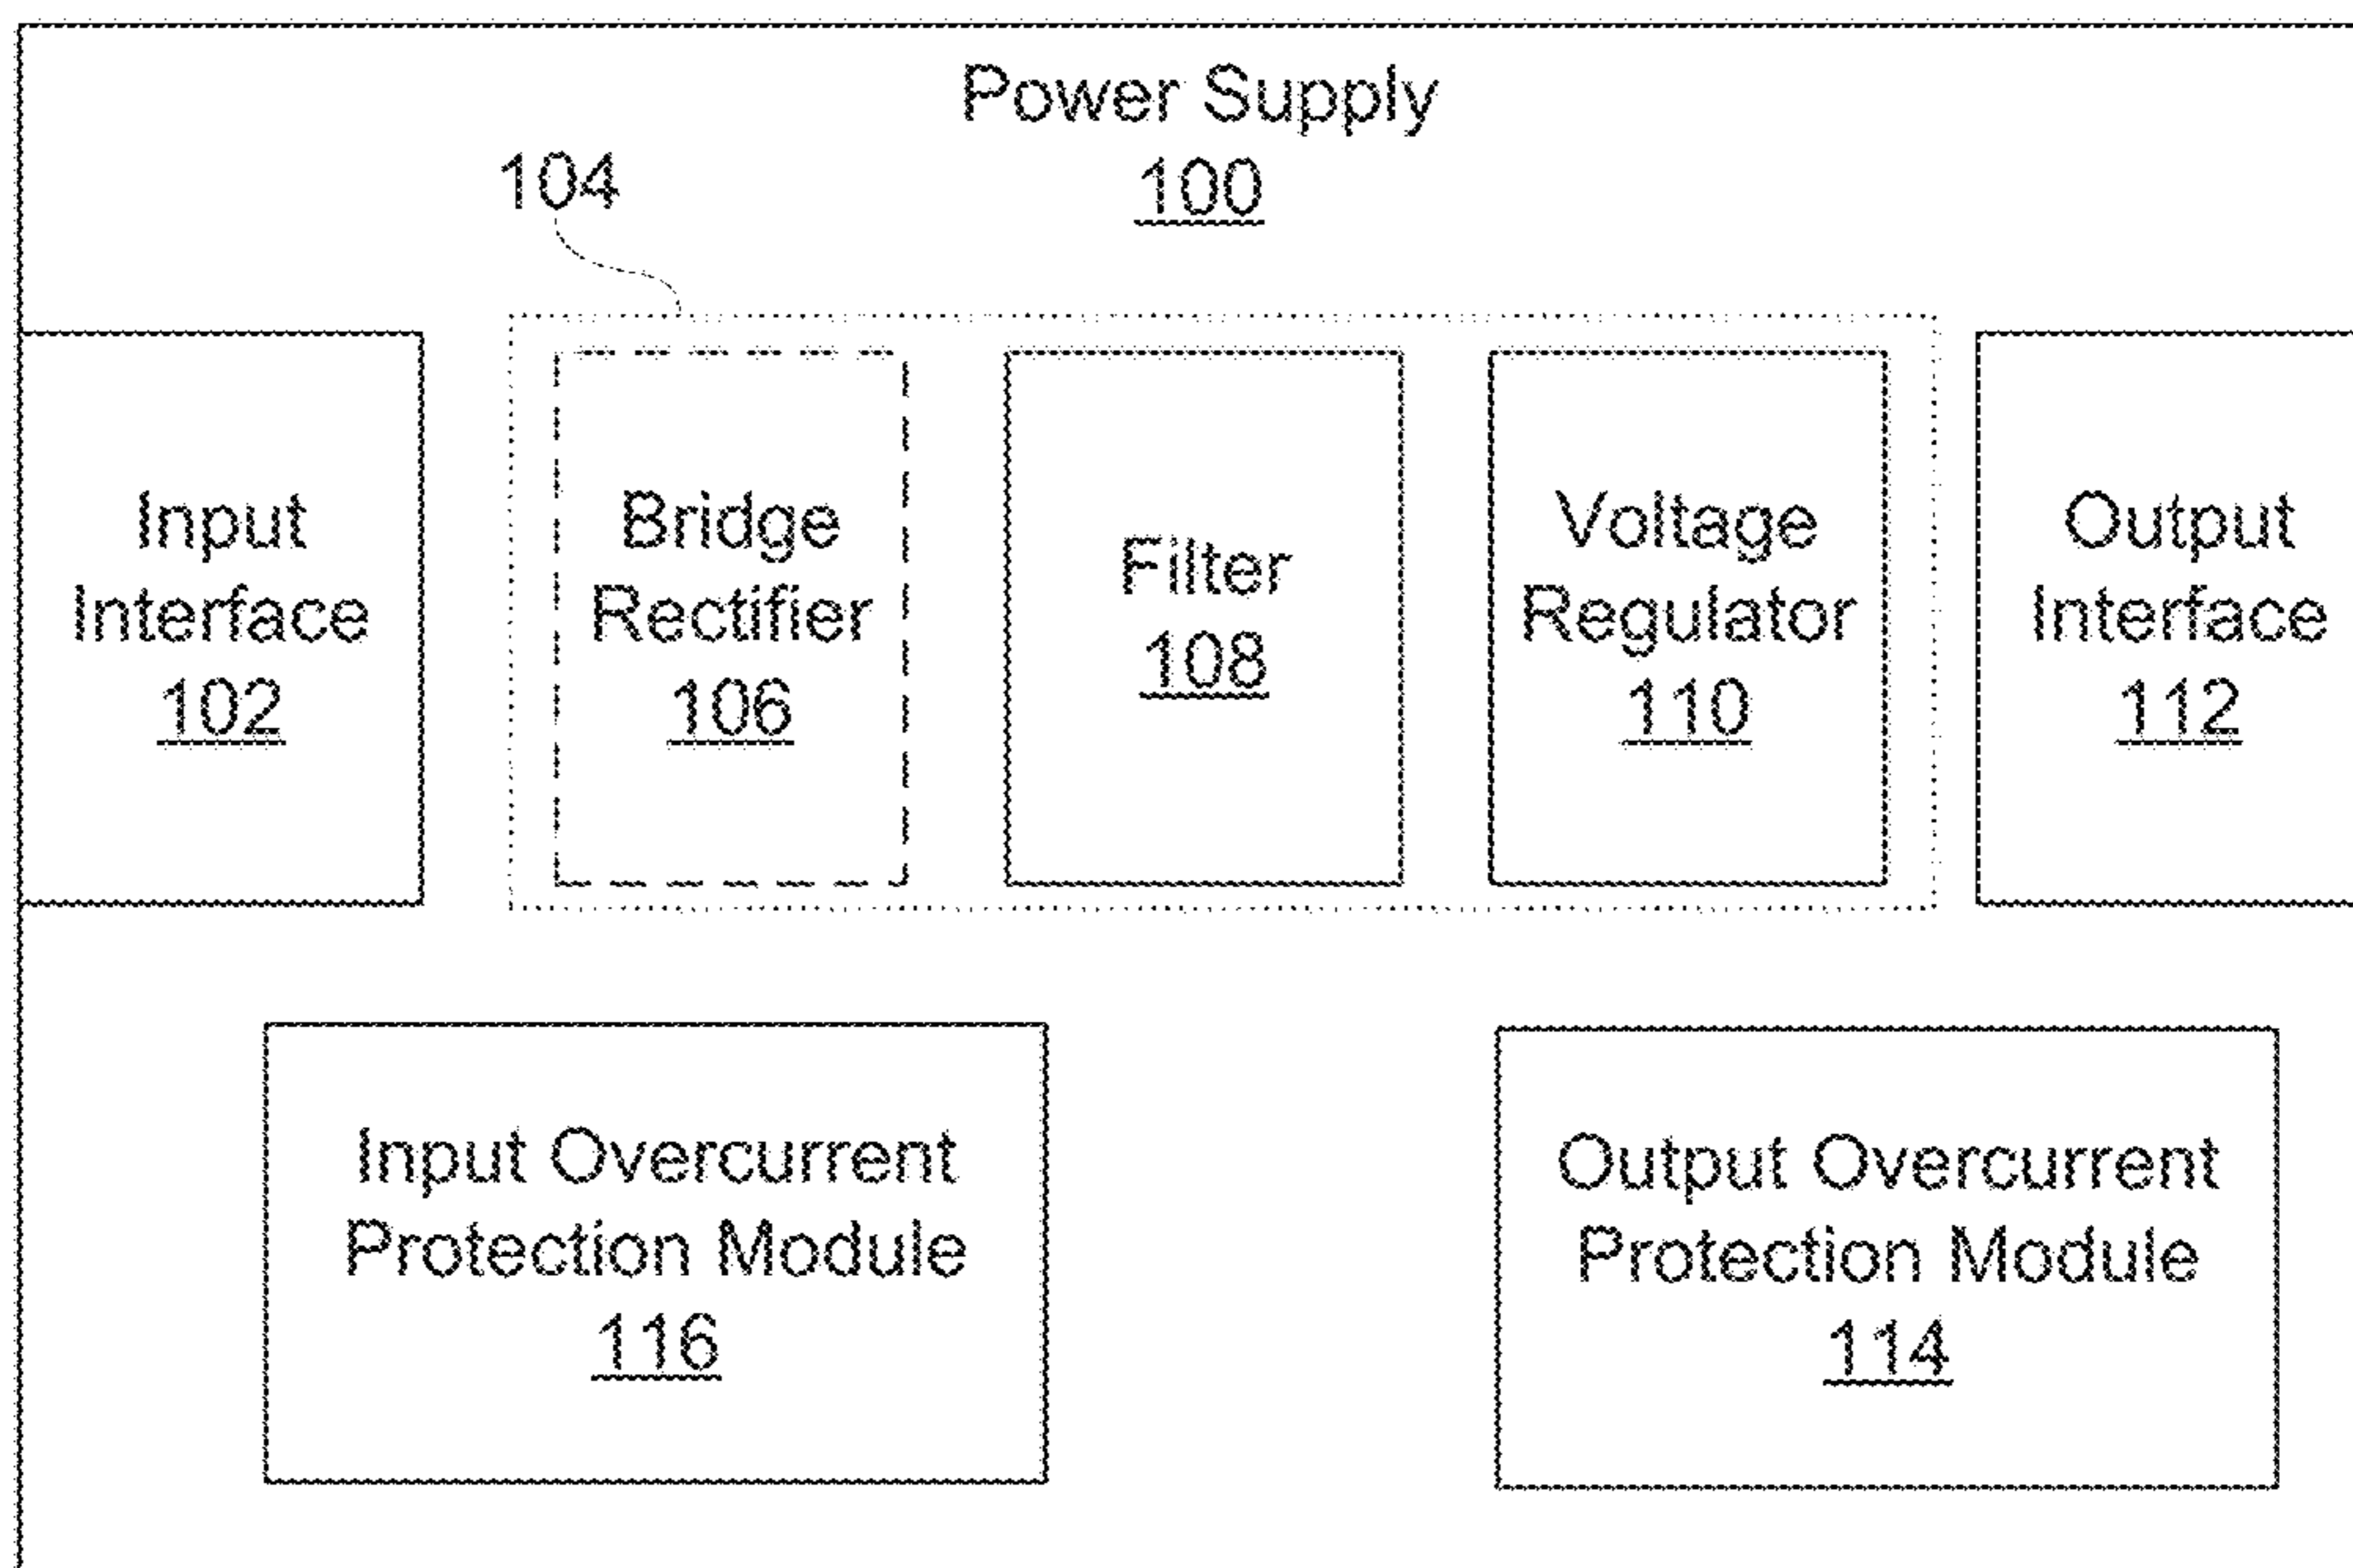 Power Supply
100
104
Input
Interface
102
Bridge
Rectifier
106
Filter
108
Voltage
Regulator
110
Output
Interface
112
Input Overcurrent
Protection Module
116
Output Overcurrent
Protection Module
114